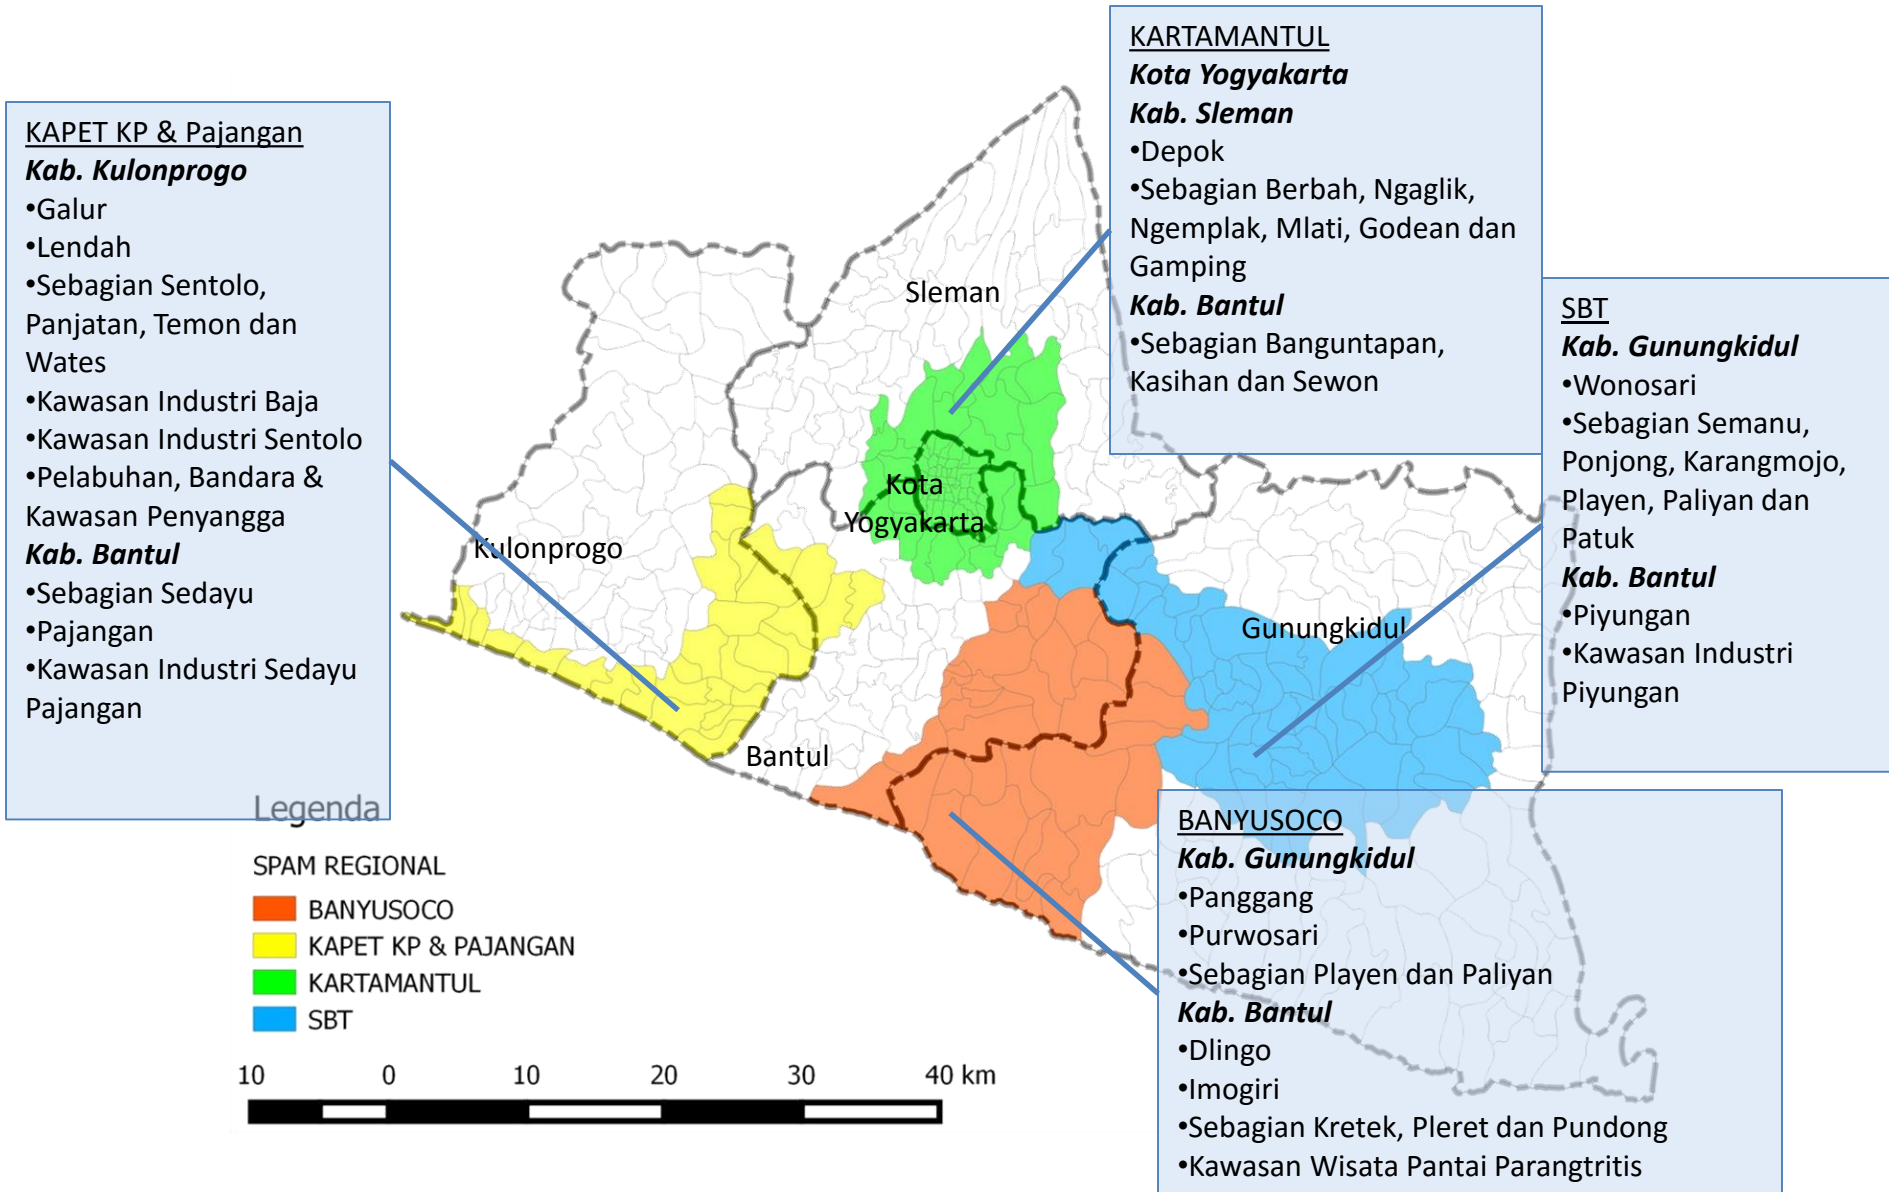 KAPET KP & Pajangan
Kab. Kulonprogo
•Galur
•Lendah
•Sebagian Sentolo,
Panjatan, Temon dan
Wates
•Kawasan Industri Baja
•Kawasan Industri Sentolo
•Pelabuhan, Bandara &
Kawasan Penyangga
Kab. Bantul
•Sebagian Sedayu
•Pajangan
•Kawasan Industri Sedayu
Pajangan
KARTAMANTUL
Kota Yogyakarta
Kab. Sleman
•Depok
•Sebagian Berbah, Ngaglik,
Ngemplak, Mlati, Godean dan
Gamping
Kab. Bantul
•Sebagian Banguntapan,
Kasihan dan Sewon
SBT
Kab. Gunungkidul
•Wonosari
•Sebagian Semanu,
Ponjong, Karangmojo,
Playen, Paliyan dan
Patuk
Kab. Bantul
•Piyungan
•Kawasan Industri
Piyungan
Sleman
Kota
Yogyakarta
Kulonprogo
Gunungkidul
Bantul
BANYUSOCO
Kab. Gunungkidul
•Panggang
•Purwosari
•Sebagian Playen dan Paliyan
Kab. Bantul
•Dlingo
•Imogiri
•Sebagian Kretek, Pleret dan Pundong
•Kawasan Wisata Pantai Parangtritis
Legenda
SPAM REGIONAL
BANYUSOCO
KAPET KP & PAJANGAN
KARTAMANTUL
SBT
10 0 10 20 30 40 km